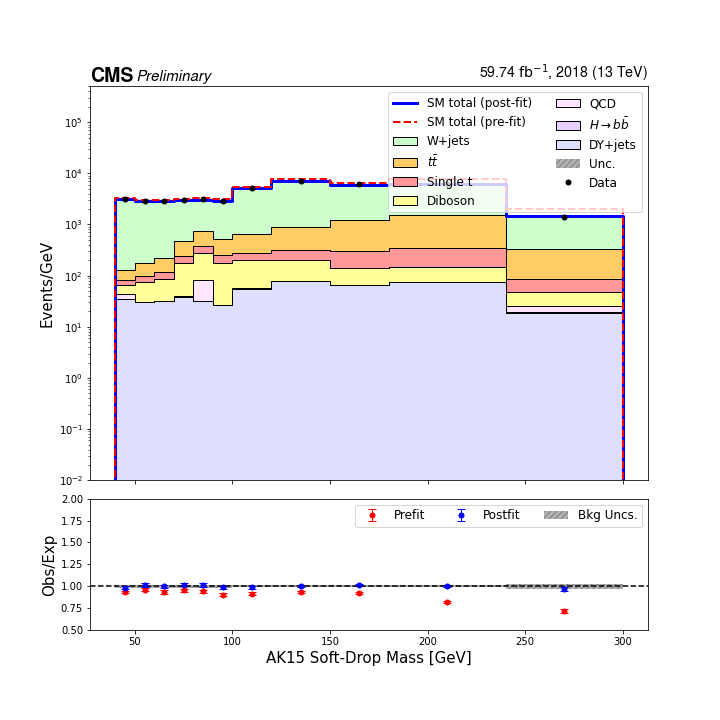 CMS Preliminary
59.74 fb⁻¹, 2018 (13 TeV)
SM total (post-fit)
SM total (pre-fit)
W+jets
tt̄
Single t
Diboson
QCD
H→bb̄
DY+jets
Unc.
Data
Events/GeV
10⁵
10⁴
10³
10²
10¹
10⁰
10⁻¹
10⁻²
Prefit
Postfit
Bkg Uncs.
Obs/Exp
2.00
1.75
1.50
1.25
1.00
0.75
0.50
50 100 150 200 250 300
AK15 Soft-Drop Mass [GeV]